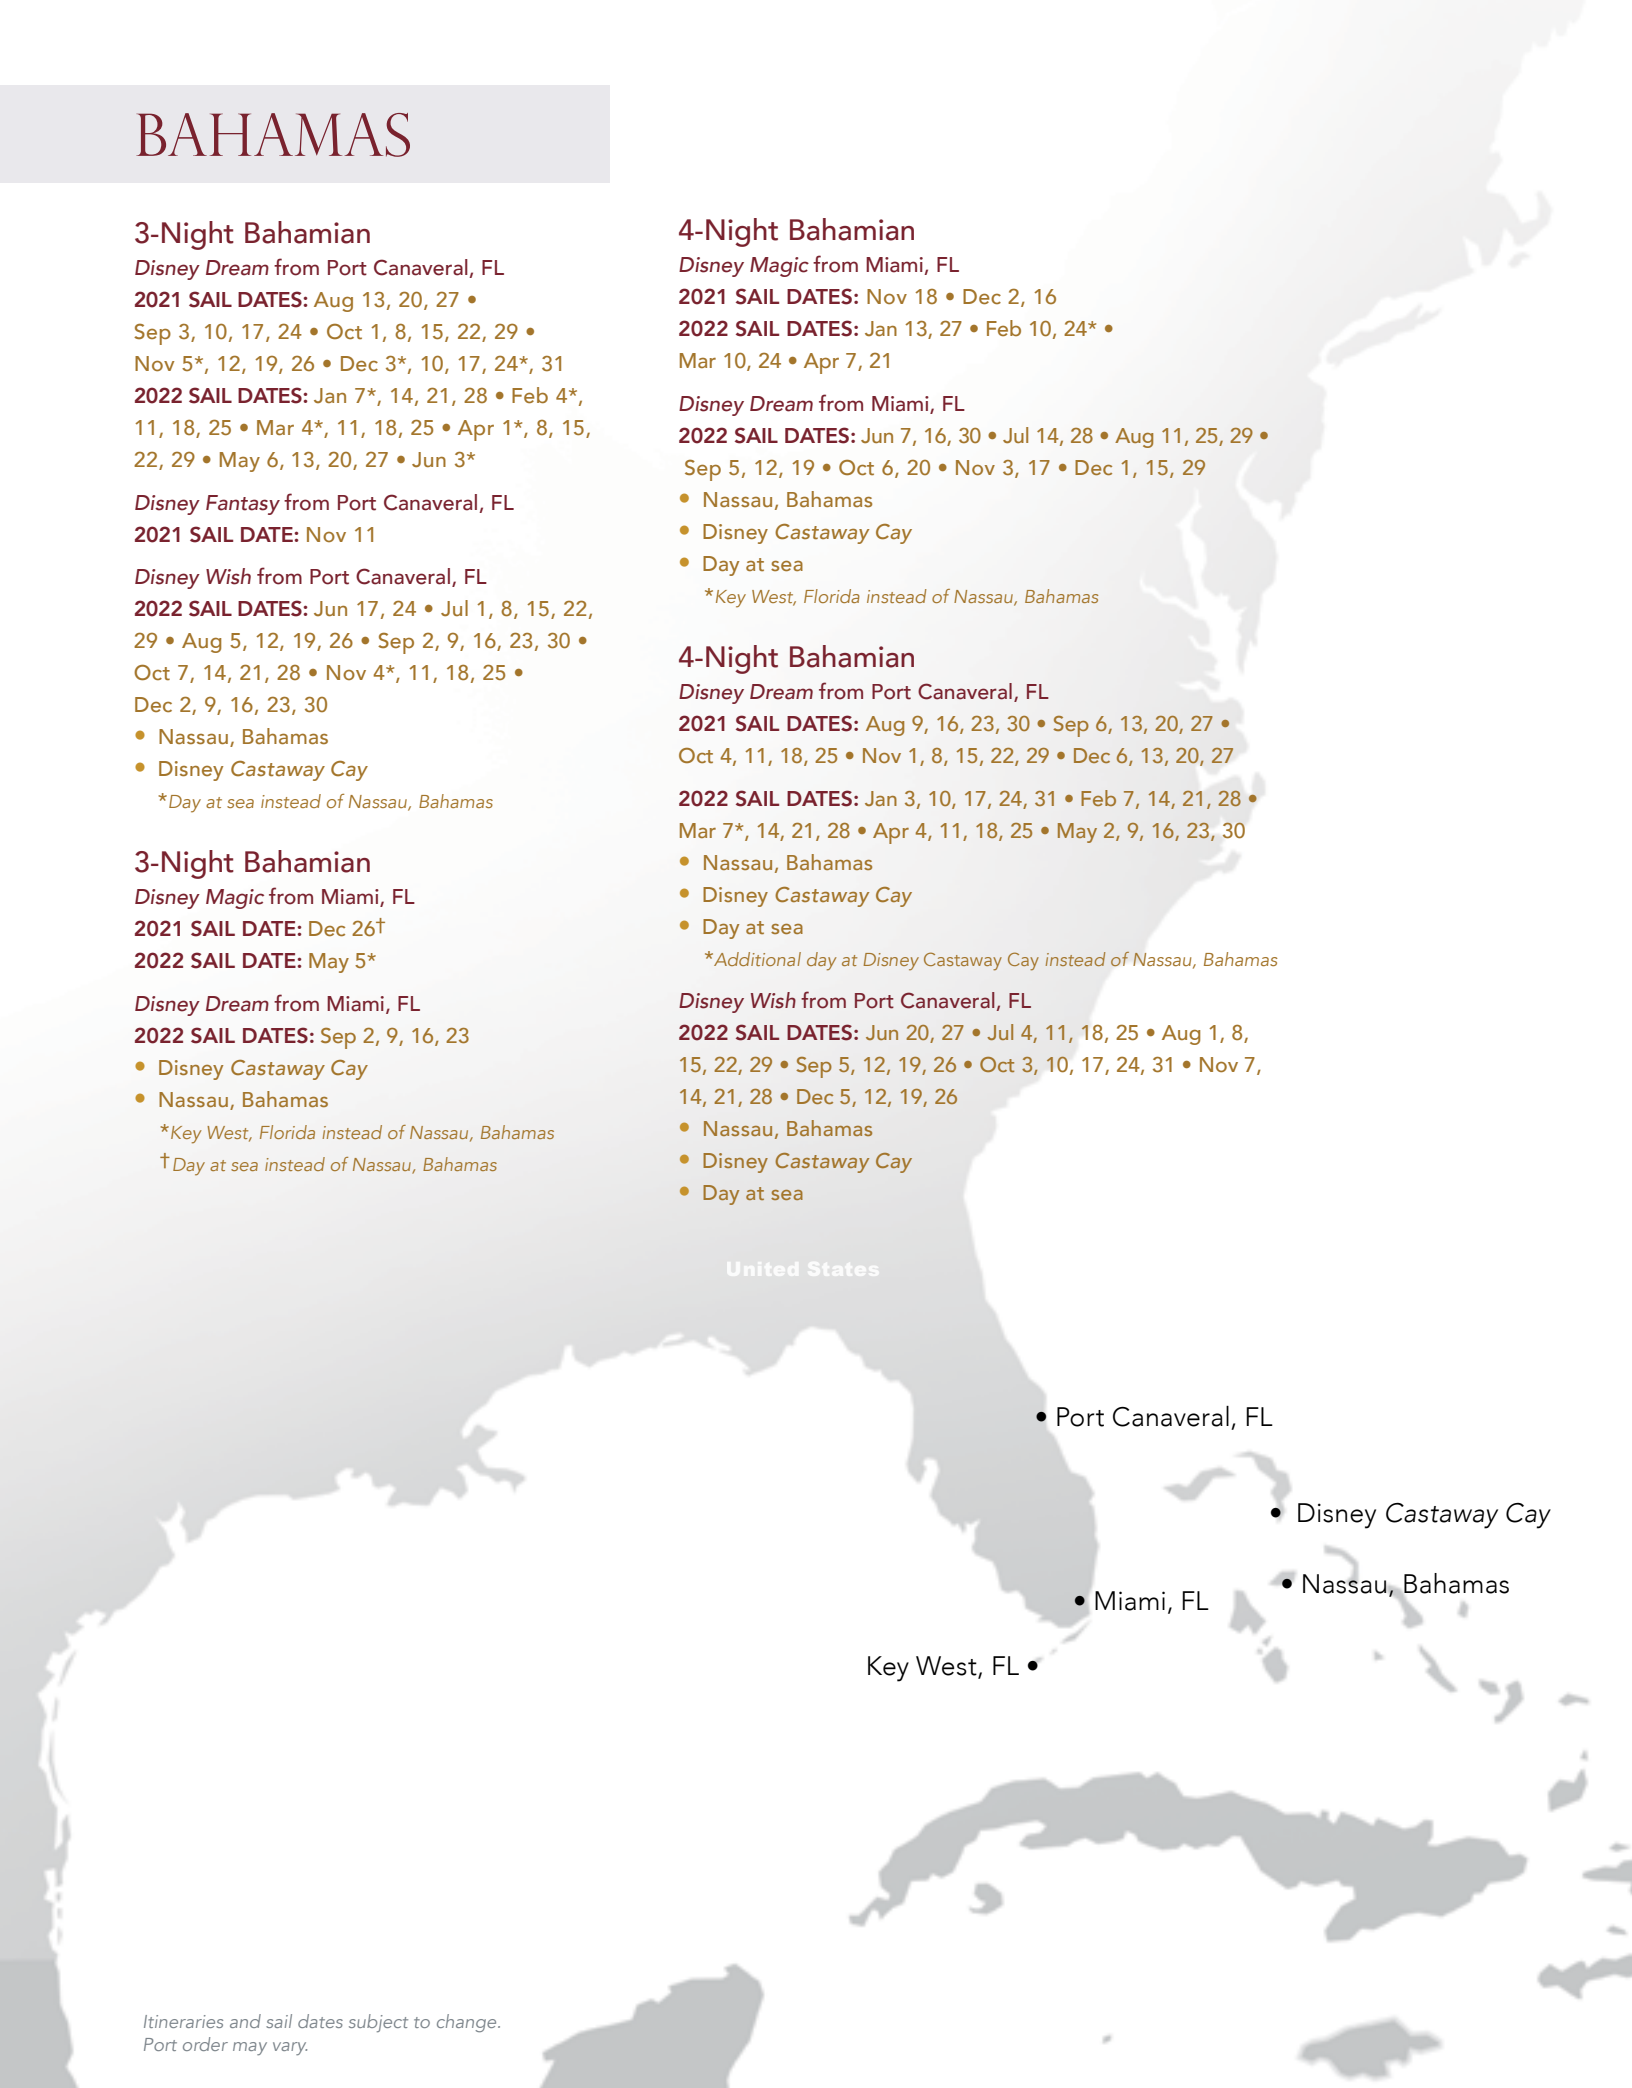 BAHAMAS
3-Night Bahamian
Disney Dream from Port Canaveral, FL
2021 SAIL DATES: Aug 13, 20, 27 •
Sep 3, 10, 17, 24 • Oct 1, 8, 15, 22, 29 •
Nov 5*, 12, 19, 26 • Dec 3*, 10, 17, 24*, 31
2022 SAIL DATES: Jan 7*, 14, 21, 28 • Feb 4*,
11, 18, 25 • Mar 4*, 11, 18, 25 • Apr 1*, 8, 15,
22, 29 • May 6, 13, 20, 27 • Jun 3*
Disney Fantasy from Port Canaveral, FL
2021 SAIL DATE: Nov 11
Disney Wish from Port Canaveral, FL
2022 SAIL DATES: Jun 17, 24 • Jul 1, 8, 15, 22,
29 • Aug 5, 12, 19, 26 • Sep 2, 9, 16, 23, 30 •
Oct 7, 14, 21, 28 • Nov 4*, 11, 18, 25 •
Dec 2, 9, 16, 23, 30
• Nassau, Bahamas
• Disney Castaway Cay
*Day at sea instead of Nassau, Bahamas
3-Night Bahamian
Disney Magic from Miami, FL
2021 SAIL DATE: Dec 26†
2022 SAIL DATE: May 5*
Disney Dream from Miami, FL
2022 SAIL DATES: Sep 2, 9, 16, 23
• Disney Castaway Cay
• Nassau, Bahamas
*Key West, Florida instead of Nassau, Bahamas
†Day at sea instead of Nassau, Bahamas
4-Night Bahamian
Disney Magic from Miami, FL
2021 SAIL DATES: Nov 18 • Dec 2, 16
2022 SAIL DATES: Jan 13, 27 • Feb 10, 24* •
Mar 10, 24 • Apr 7, 21
Disney Dream from Miami, FL
2022 SAIL DATES: Jun 7, 16, 30 • Jul 14, 28 • Aug 11, 25, 29 •
Sep 5, 12, 19 • Oct 6, 20 • Nov 3, 17 • Dec 1, 15, 29
• Nassau, Bahamas
• Disney Castaway Cay
• Day at sea
*Key West, Florida instead of Nassau, Bahamas
4-Night Bahamian
Disney Dream from Port Canaveral, FL
2021 SAIL DATES: Aug 9, 16, 23, 30 • Sep 6, 13, 20, 27 •
Oct 4, 11, 18, 25 • Nov 1, 8, 15, 22, 29 • Dec 6, 13, 20, 27
2022 SAIL DATES: Jan 3, 10, 17, 24, 31 • Feb 7, 14, 21, 28 •
Mar 7*, 14, 21, 28 • Apr 4, 11, 18, 25 • May 2, 9, 16, 23, 30
• Nassau, Bahamas
• Disney Castaway Cay
• Day at sea
*Additional day at Disney Castaway Cay instead of Nassau, Bahamas
Disney Wish from Port Canaveral, FL
2022 SAIL DATES: Jun 20, 27 • Jul 4, 11, 18, 25 • Aug 1, 8,
15, 22, 29 • Sep 5, 12, 19, 26 • Oct 3, 10, 17, 24, 31 • Nov 7,
14, 21, 28 • Dec 5, 12, 19, 26
• Nassau, Bahamas
• Disney Castaway Cay
• Day at sea
United States
• Port Canaveral, FL
• Disney Castaway Cay
• Nassau, Bahamas
• Miami, FL
Key West, FL •
Itineraries and sail dates subject to change.
Port order may vary.